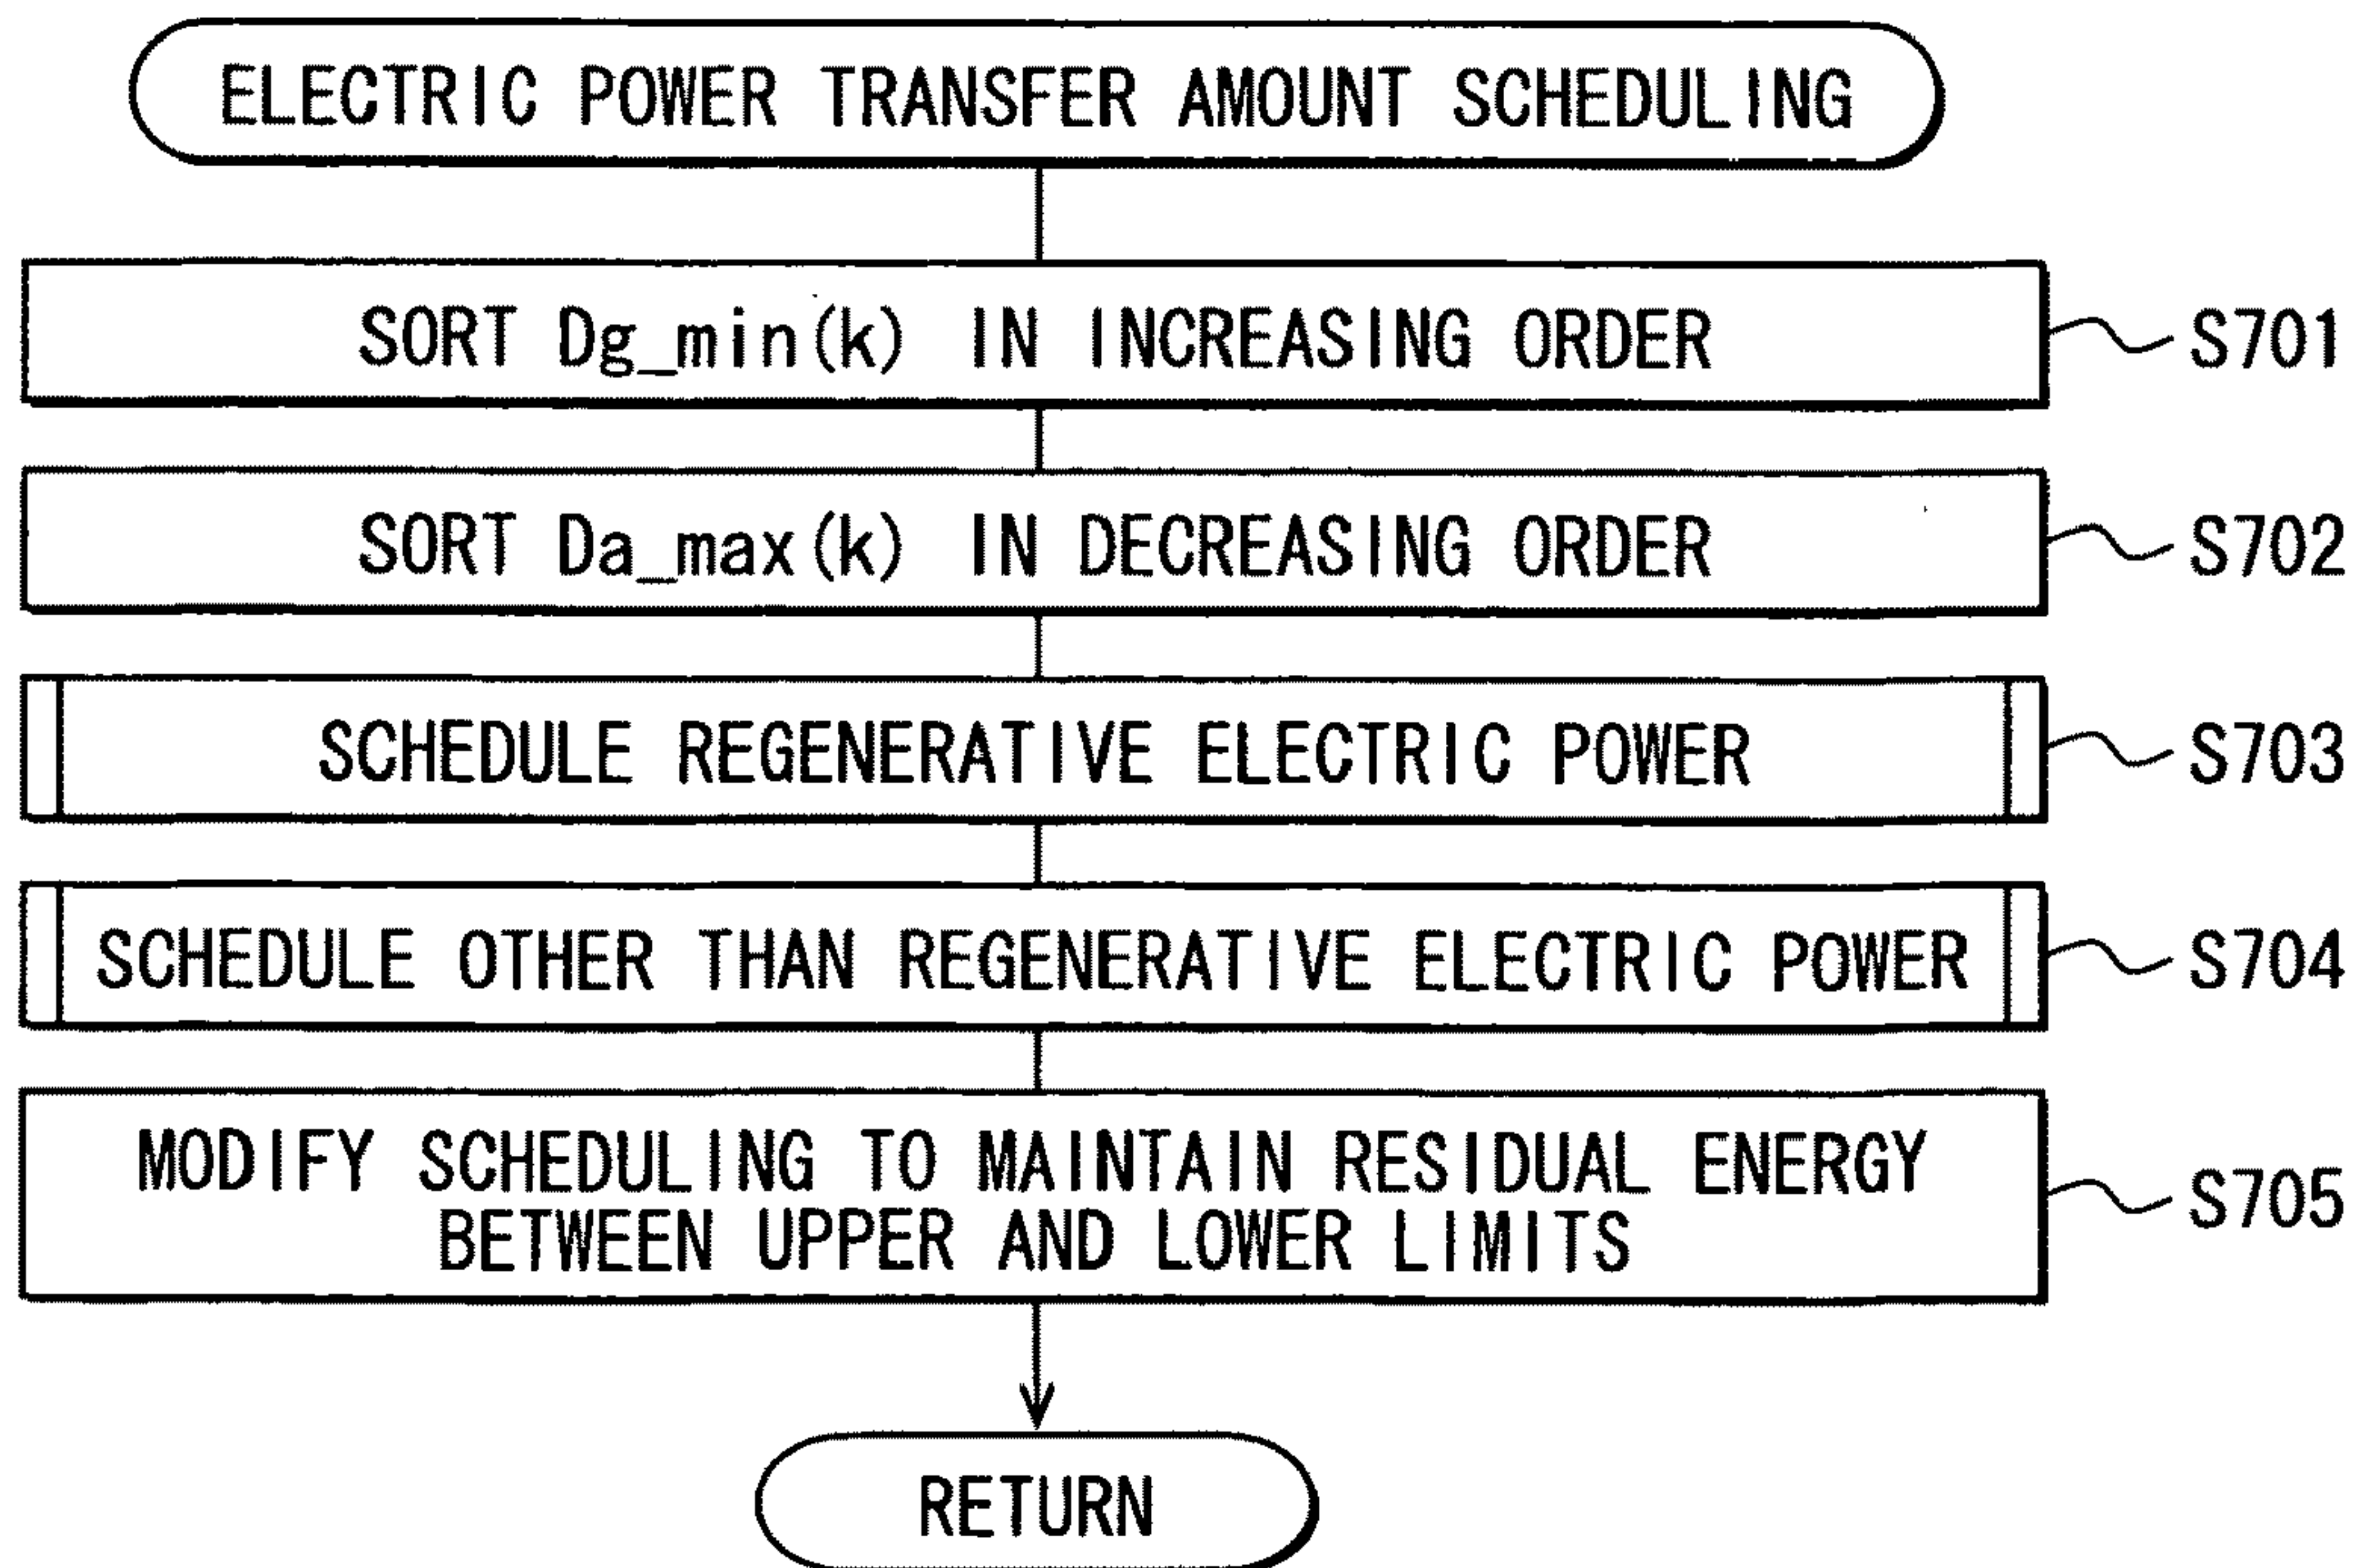 ELECTRIC POWER TRANSFER AMOUNT SCHEDULING
SORT Dg_min(k) IN INCREASING ORDER
S701
SORT Da_max(k) IN DECREASING ORDER
S702
SCHEDULE REGENERATIVE ELECTRIC POWER
S703
SCHEDULE OTHER THAN REGENERATIVE ELECTRIC POWER
S704
MODIFY SCHEDULING TO MAINTAIN RESIDUAL ENERGY
BETWEEN UPPER AND LOWER LIMITS
S705
RETURN